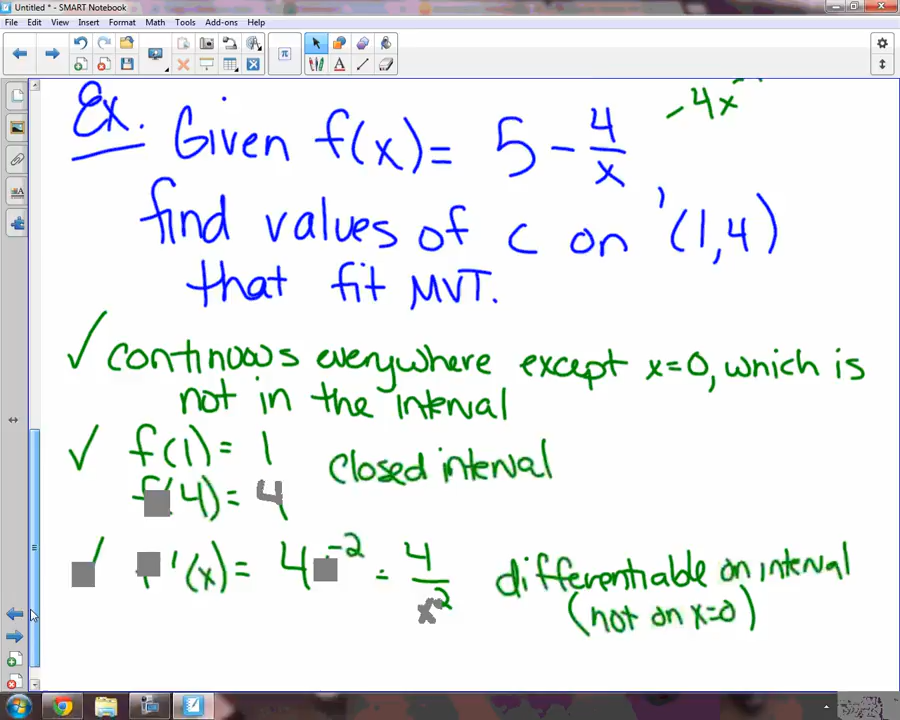 Untitled * - SMART Notebook
File Edit View Insert Format Math Tools Add-ons Help
Ex. Given f(x) = 5 - 4/x
-4x
find values of c on (1,4)
that fit MVT.
✓ continuous everywhere except x=0, which is
not in the interval
✓ f(1) = 1 closed interval
4) = 4
'(x) = 4 ⁻² = 4/x² differentiable on interval
(not on x=0)